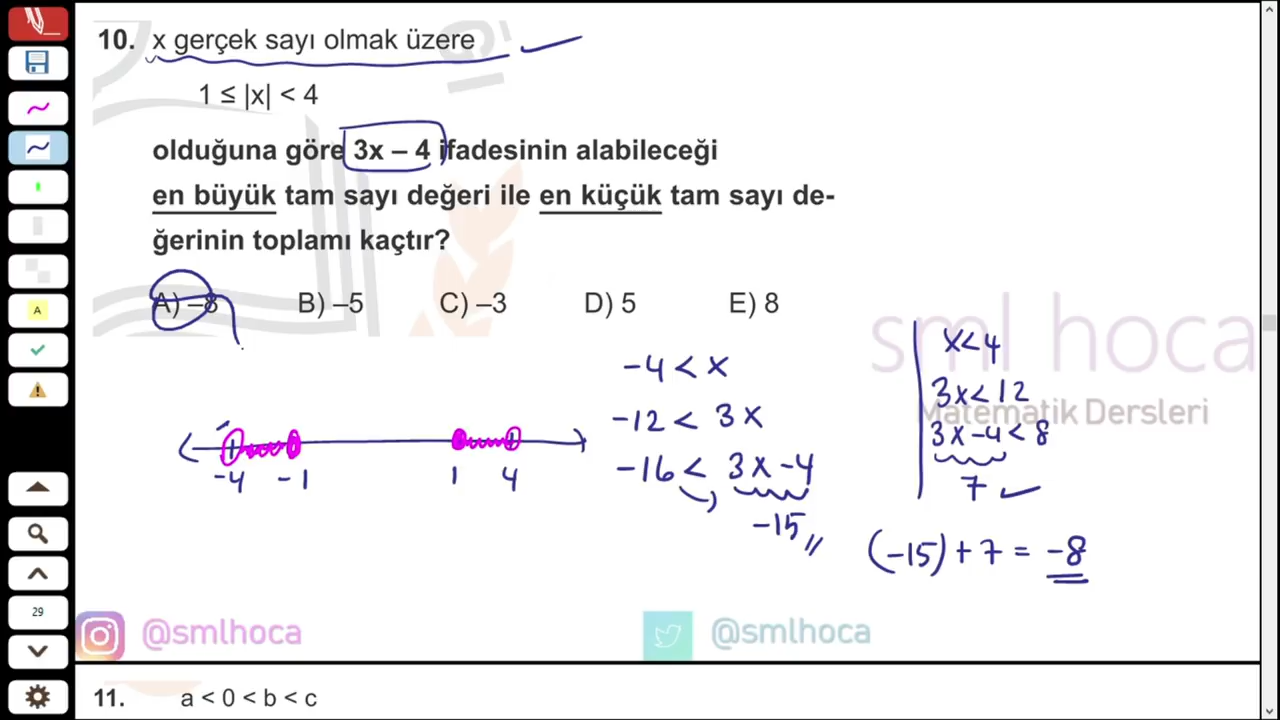 10. x gerçek sayı olmak üzere
1 ≤ |x| < 4
olduğuna göre 3x – 4 ifadesinin alabileceği
en büyük tam sayı değeri ile en küçük tam sayı de-
ğerinin toplamı kaçtır?
A) –8 B) –5 C) –3 D) 5 E) 8
sml hoca
Matematik Dersleri
-4 -1 1 4
-4 < x
-12 < 3x
-16 < 3x -4
-15
x<4
3x<12
3x -4 < 8
7
(-15) + 7 = -8
@smlhoca @smlhoca
11. a < 0 < b < c
A
29